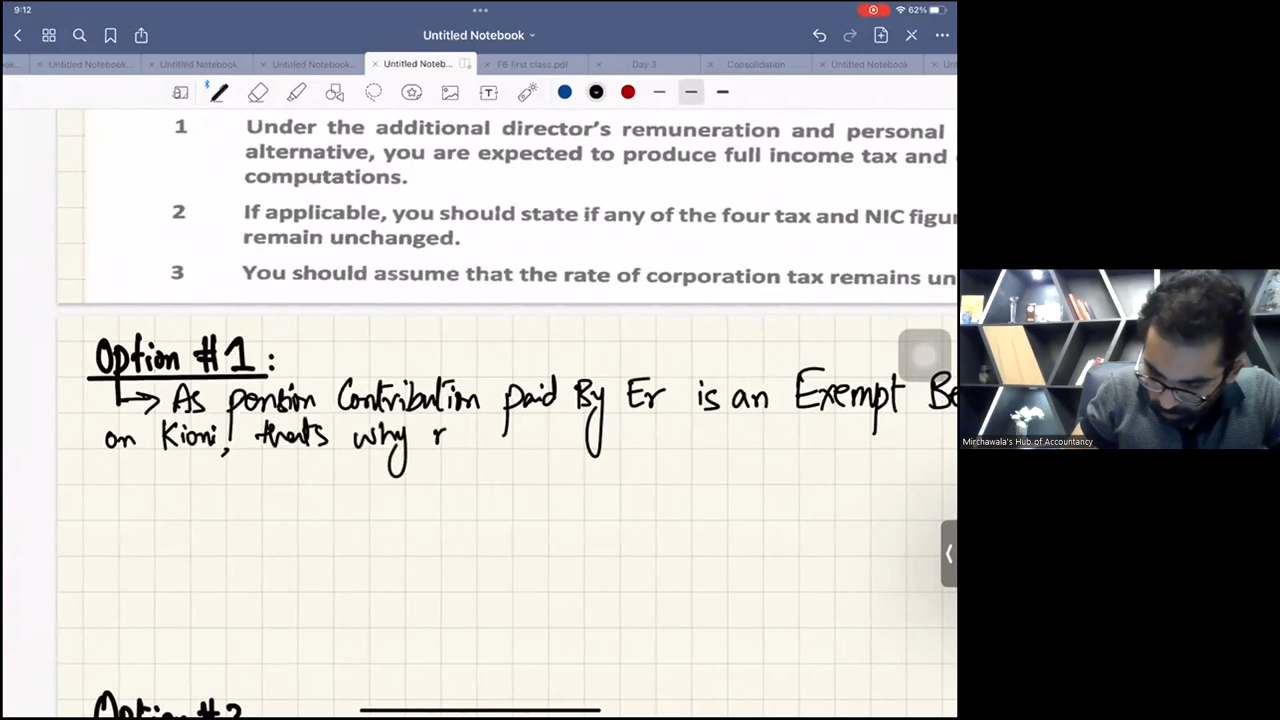 9:12
62%
Untitled Notebook
Untitled Notebook...
Untitled Notebook
Untitled Notebook...
Untitled Noteb...
F6 first class.pdf
Day 3
Consolidation
Untitled Notebook
1 Under the additional director's remuneration and personal
alternative, you are expected to produce full income tax and
computations.
2 If applicable, you should state if any of the four tax and NIC figu
remain unchanged.
3 You should assume that the rate of corporation tax remains un
Option #1:
As pension Contribution paid By Er is an Exempt Be
on Kioni, that's why r
Option #2
Mirchawala's Hub of Accountancy